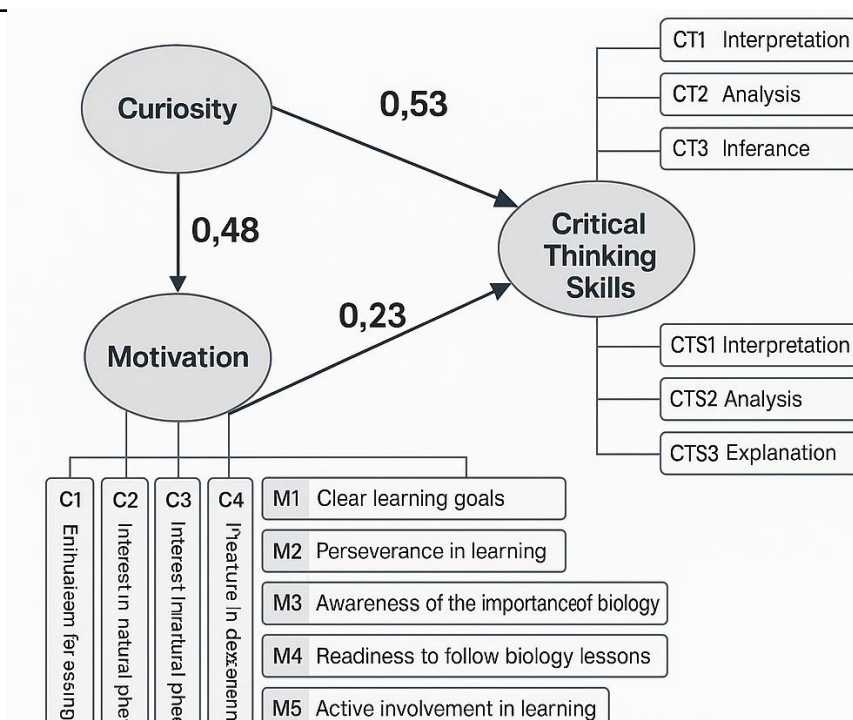 Curiosity
0,53
0,48
Motivation
0,23
Critical
Thinking
Skills
CT1 Interpretation
CT2 Analysis
CT3 Inferance
CTS1 Interpretation
CTS2 Analysis
CTS3 Explanation
C1
C2 Interest in natural
C3 Interest
C4
M1 Clear learning goals
M2 Perseverance in learning
M3 Awareness of the importanceof biology
M4 Readiness to follow biology lessons
M5 Active involvement in learning